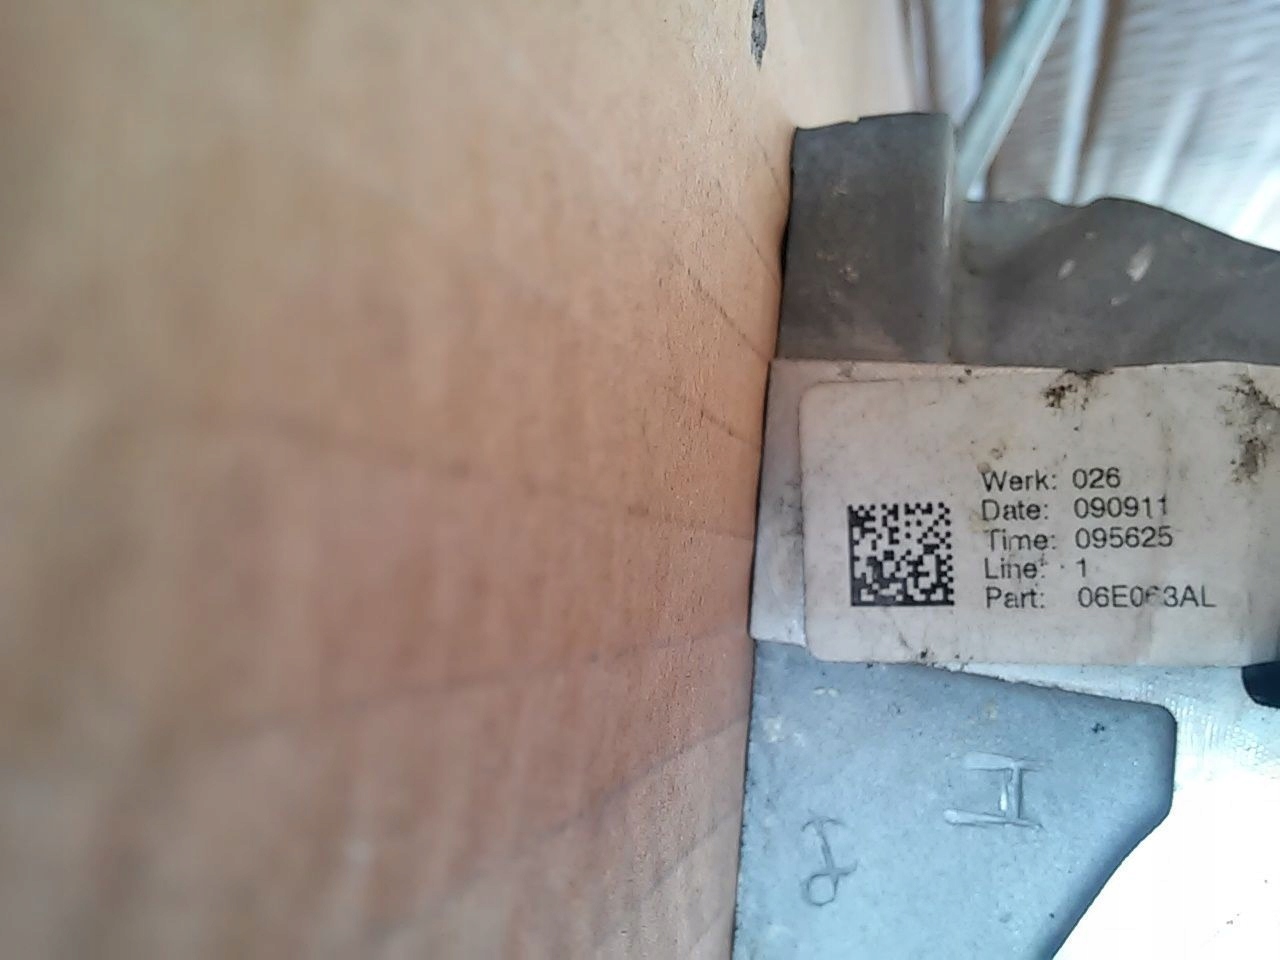 Werk: 026
Date: 090911
Time: 095625
Line: 1
Part: 06E063AL
H